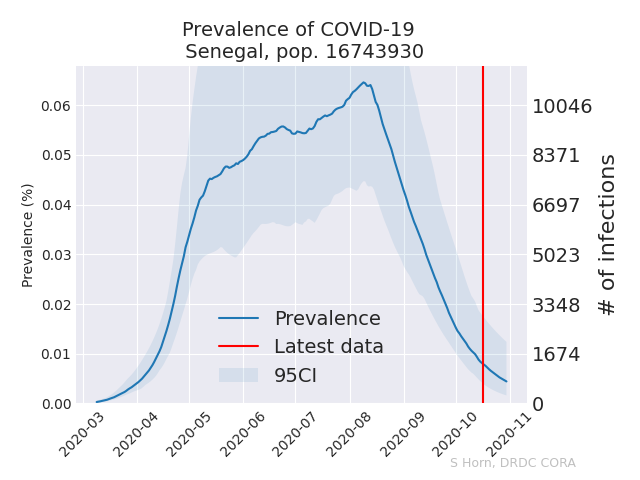 Prevalence of COVID-19
Senegal, pop. 16743930
Prevalence (%)
0.06
0.05
0.04
0.03
0.02
0.01
0.00
10046
8371
6697
5023
3348
1674
0
# of infections
Prevalence
Latest data
95CI
2020-03
2020-04
2020-05
2020-06
2020-07
2020-08
2020-09
2020-10
2020-11
S Horn, DRDC CORA